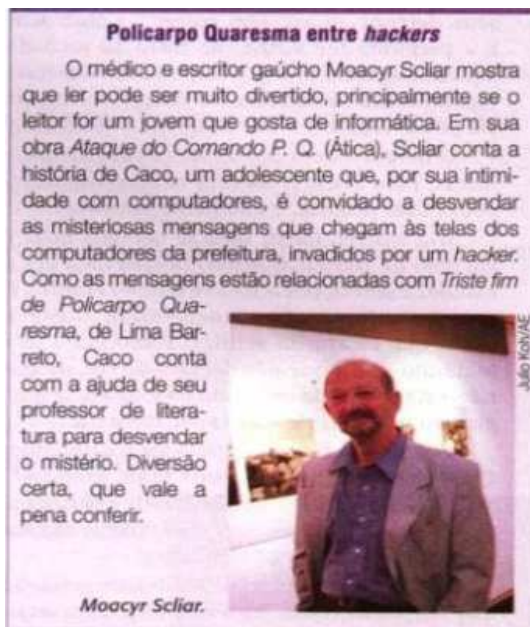 Policarpo Quaresma entre hackers
O médico e escritor gaúcho Moacyr Scliar mostra
que ler pode ser muito divertido, principalmente se o
leitor for um jovem que gosta de informática. Em sua
obra Ataque do Comando P. Q. (Ática), Scliar conta a
história de Caco, um adolescente que, por sua intimi-
dade com computadores, é convidado a desvendar
as misteriosas mensagens que chegam às telas dos
computadores da prefeitura, invadidos por um hacker.
Como as mensagens estão relacionadas com Triste fim
de Policarpo Qua-
resma, de Lima Bar-
reto, Caco conta
com a ajuda de seu
professor de litera-
tura para desvendar
o mistério. Diversão
certa, que vale a
pena conferir.
Moacyr Scliar.